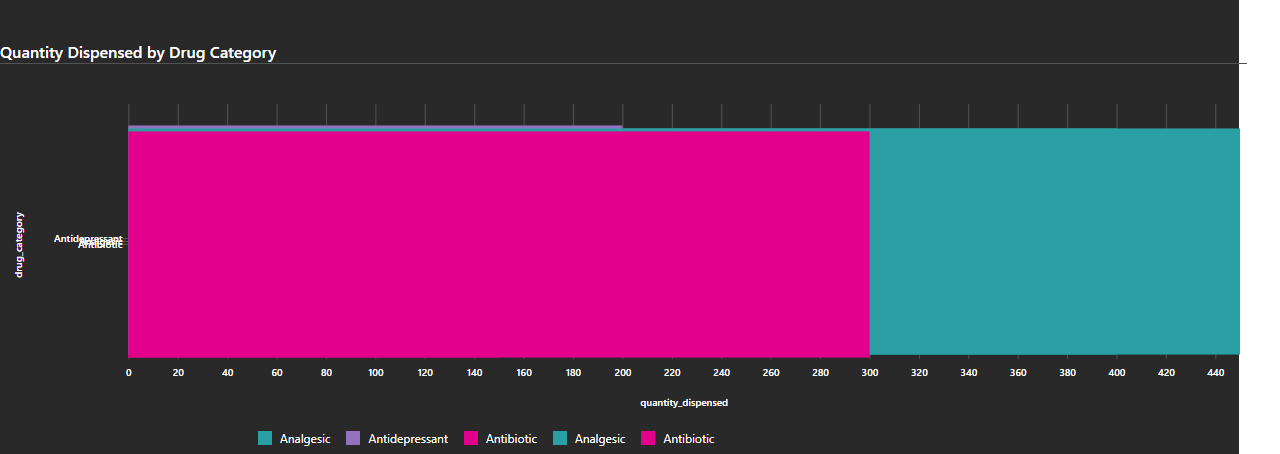 Quantity Dispensed by Drug Category
drug_category
Antidepressant
Antibiotic
0 20 40 60 80 100 120 140 160 180 200 220 240 260 280 300 320 340 360 380 400 420 440
quantity_dispensed
Analgesic Antidepressant Antibiotic Analgesic Antibiotic